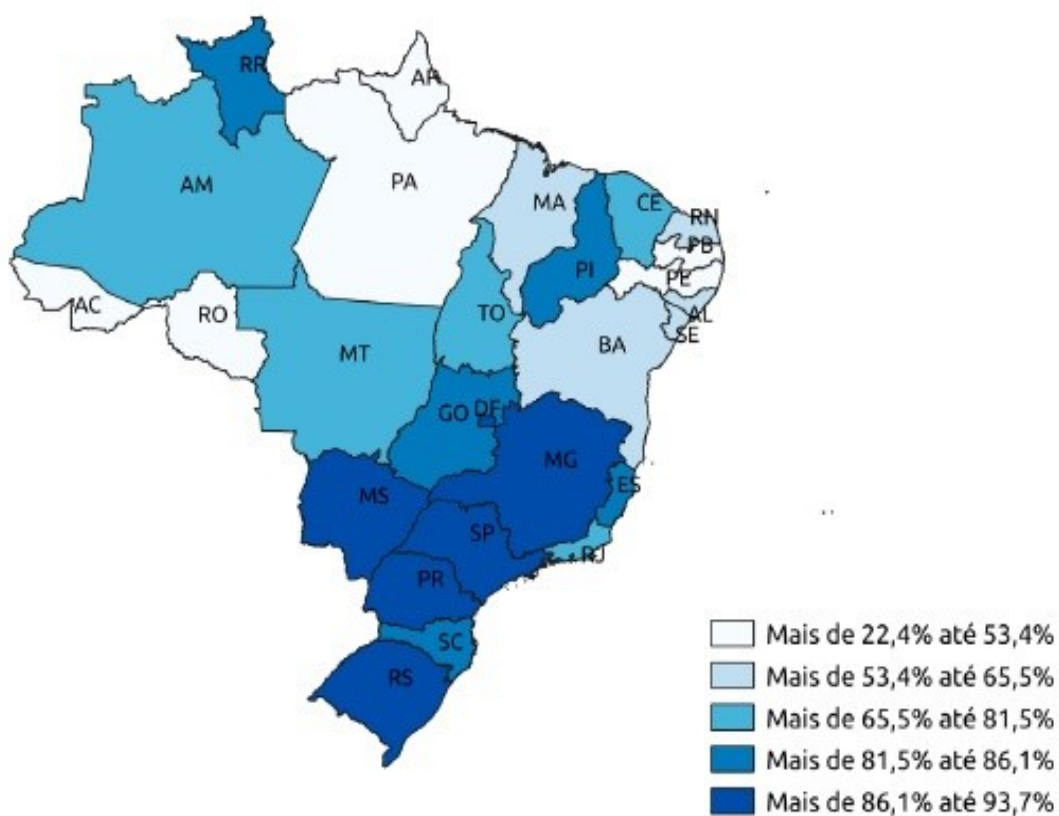 RR
AP
AM
PA
MA
CE
RN
PB
PI
PE
AC
RO
TO
AL
SE
MT
BA
GO
DF
MG
MS
ES
SP
RJ
PR
SC
RS
Mais de 22,4% até 53,4%
Mais de 53,4% até 65,5%
Mais de 65,5% até 81,5%
Mais de 81,5% até 86,1%
Mais de 86,1% até 93,7%